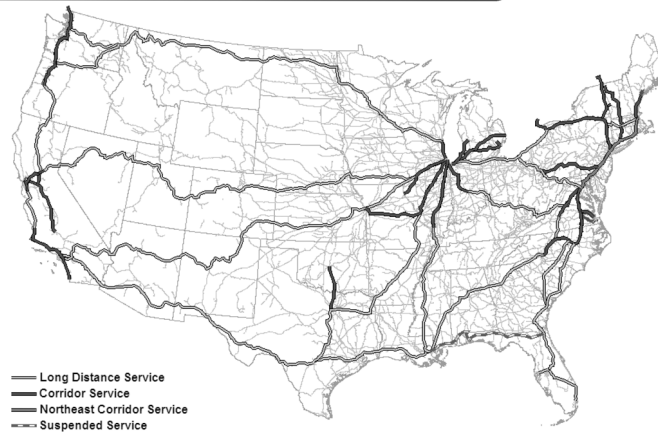 Long Distance Service
Corridor Service
Northeast Corridor Service
Suspended Service